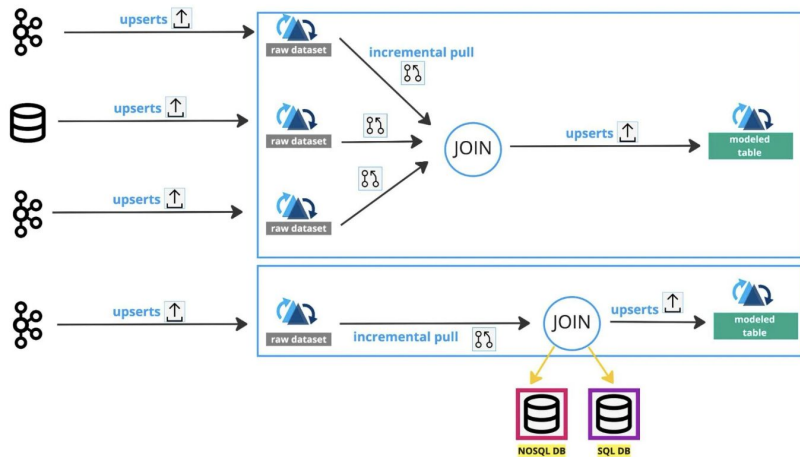 upserts
raw dataset
incremental pull
upserts
raw dataset
JOIN
upserts
modeled
table
upserts
raw dataset
upserts
raw dataset
incremental pull
JOIN
upserts
modeled
table
NOSQL DB
SQL DB